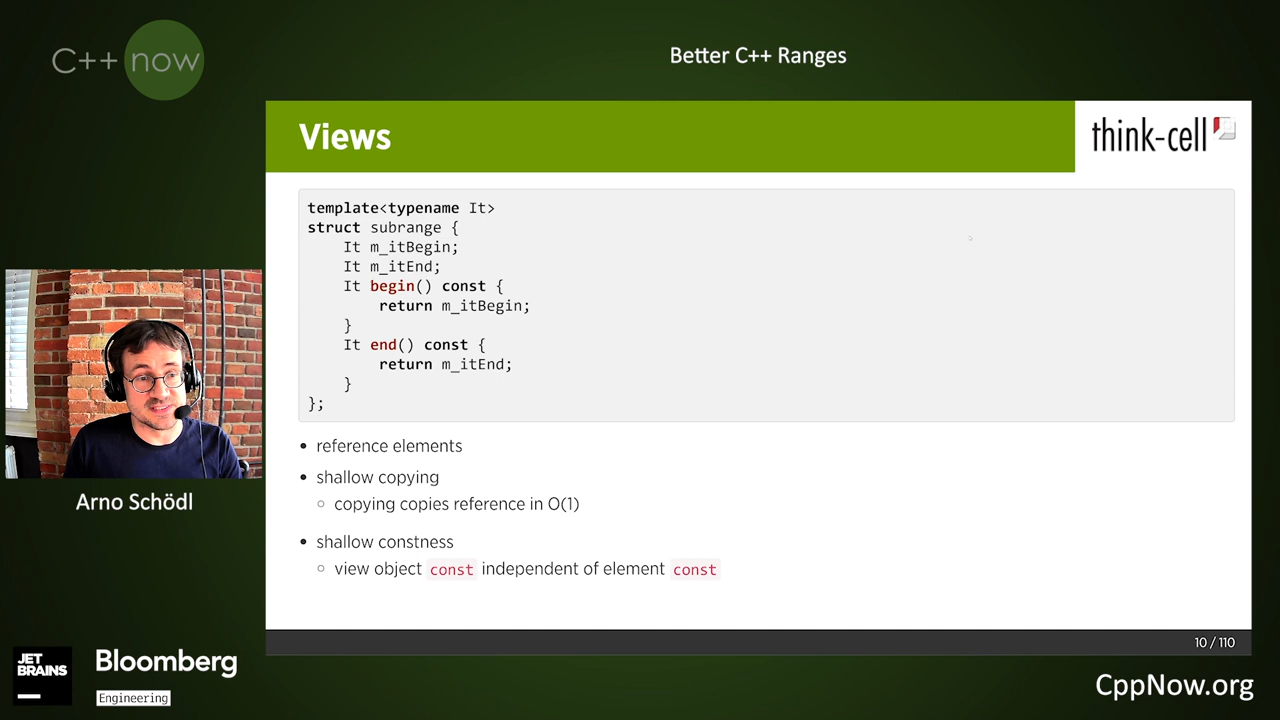 C++ now
Better C++ Ranges
Views
think-cell
template<typename It>
struct subrange {
    It m_itBegin;
    It m_itEnd;
    It begin() const {
        return m_itBegin;
    }
    It end() const {
        return m_itEnd;
    }
};
• reference elements
• shallow copying
○ copying copies reference in O(1)
• shallow constness
○ view object const independent of element const
10 / 110
Arno Schödl
JET
BRAINS
Bloomberg
Engineering
CppNow.org